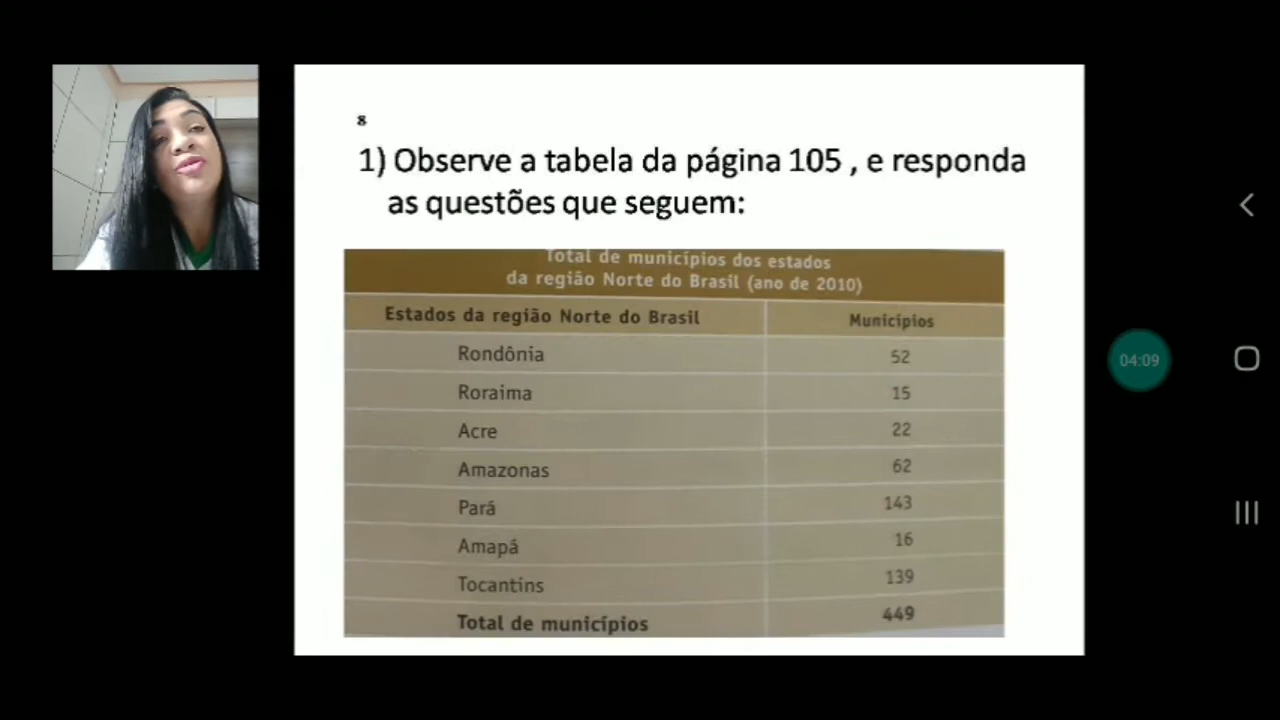 8
1) Observe a tabela da página 105 , e responda
as questões que seguem:
Total de municípios dos estados
da região Norte do Brasil (ano de 2010)
Estados da região Norte do Brasil Municípios
Rondônia 52
Roraima 15
Acre 22
Amazonas 62
Pará 143
Amapá 16
Tocantins 139
Total de municípios 449
04:09